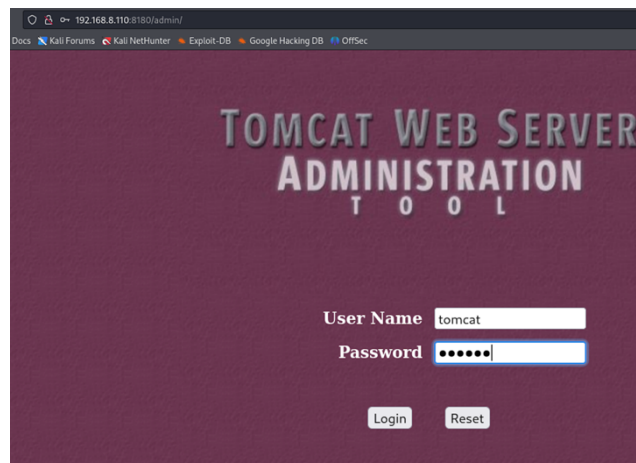 192.168.8.110:8180/admin/
Docs Kali Forums Kali NetHunter Exploit-DB Google Hacking DB OffSec
TOMCAT WEB SERVER
ADMINISTRATION
TOOL
User Name tomcat
Password ••••••
Login Reset